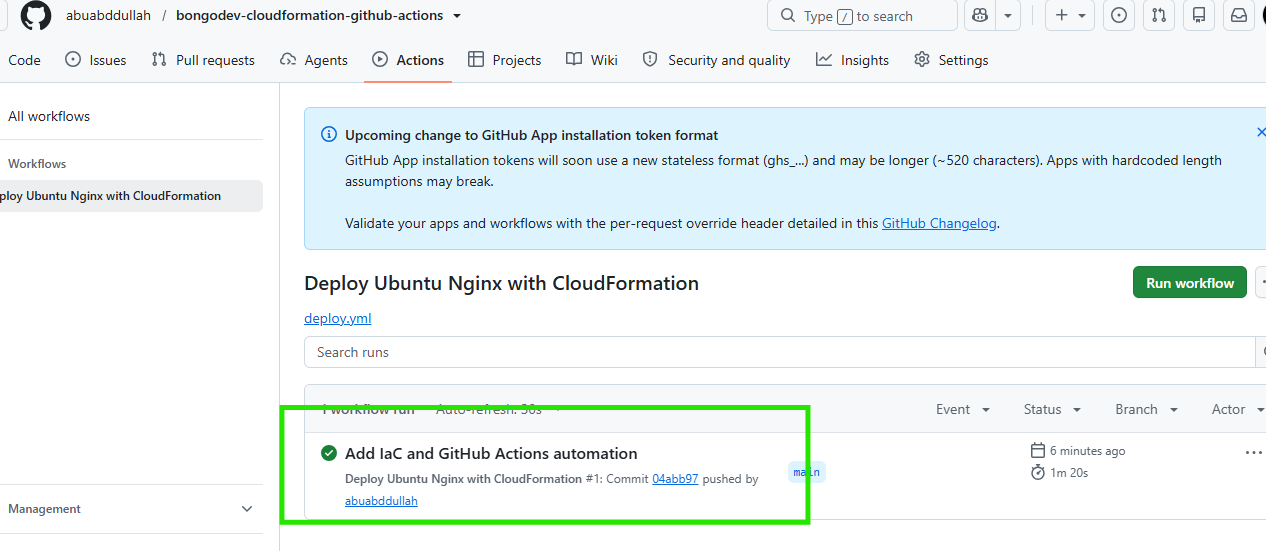 abuabddullah / bongodev-cloudformation-github-actions
Type / to search
Code Issues Pull requests Agents Actions Projects Wiki Security and quality Insights Settings
All workflows
Workflows
ploy Ubuntu Nginx with CloudFormation
Management
Upcoming change to GitHub App installation token format
GitHub App installation tokens will soon use a new stateless format (ghs_...) and may be longer (~520 characters). Apps with hardcoded length
assumptions may break.
Validate your apps and workflows with the per-request override header detailed in this GitHub Changelog.
Deploy Ubuntu Nginx with CloudFormation
Run workflow
deploy.yml
Search runs
1 workflow run Auto-refresh: 30s
Event Status Branch Actor
Add IaC and GitHub Actions automation
Deploy Ubuntu Nginx with CloudFormation #1: Commit 04abb97 pushed by
abuabddullah
main
6 minutes ago
1m 20s